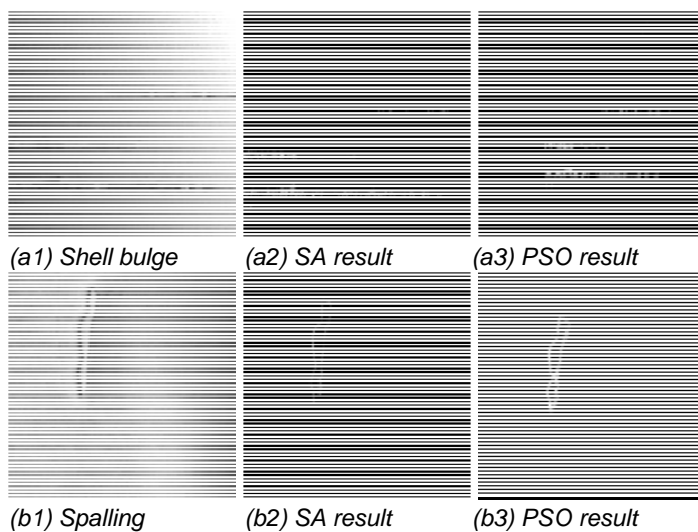 (a1) Shell bulge
(a2) SA result
(a3) PSO result
(b1) Spalling
(b2) SA result
(b3) PSO result